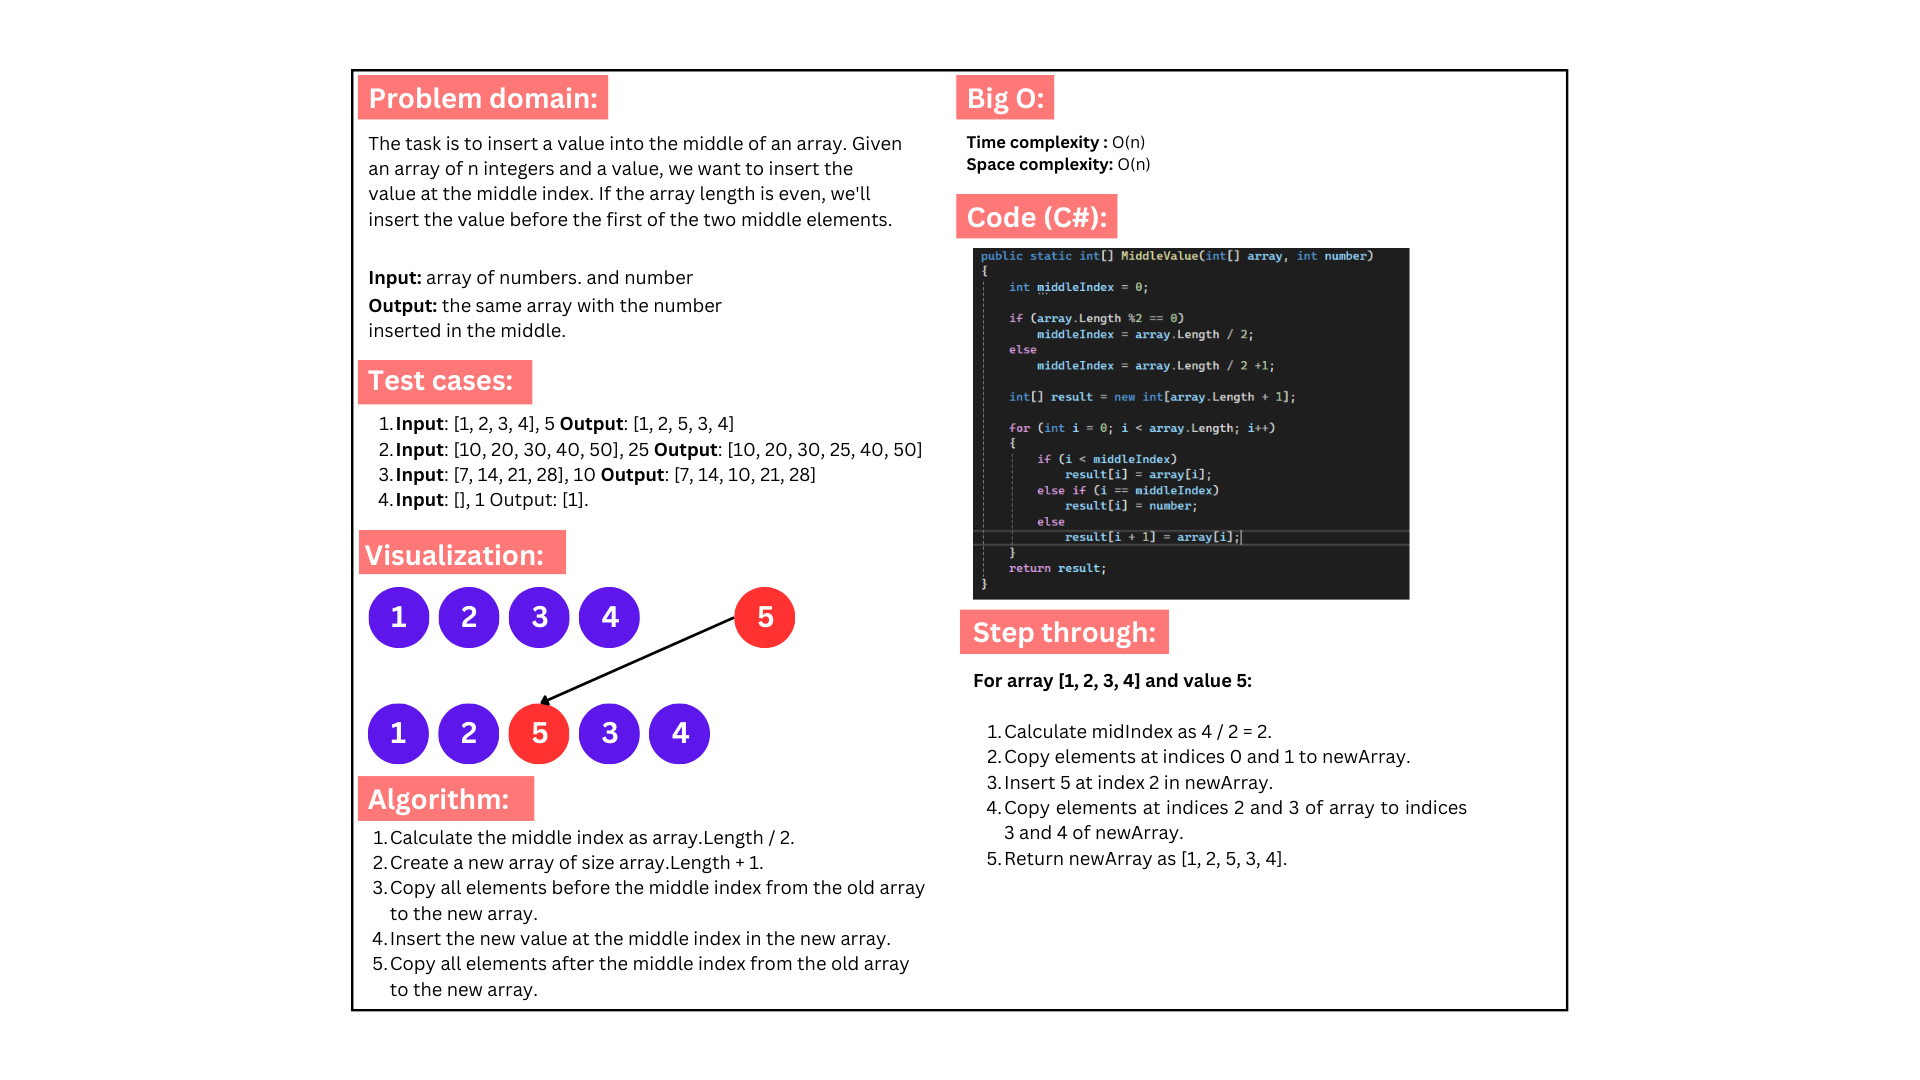 Problem domain:
The task is to insert a value into the middle of an array. Given
an array of n integers and a value, we want to insert the
value at the middle index. If the array length is even, we'll
insert the value before the first of the two middle elements.
Input: array of numbers. and number
Output: the same array with the number
inserted in the middle.
Test cases:
1. Input: [1, 2, 3, 4], 5 Output: [1, 2, 5, 3, 4]
2. Input: [10, 20, 30, 40, 50], 25 Output: [10, 20, 30, 25, 40, 50]
3. Input: [7, 14, 21, 28], 10 Output: [7, 14, 10, 21, 28]
4. Input: [], 1 Output: [1].
Visualization:
1 2 3 4 5
1 2 5 3 4
Algorithm:
1. Calculate the middle index as array.Length / 2.
2. Create a new array of size array.Length + 1.
3. Copy all elements before the middle index from the old array
to the new array.
4. Insert the new value at the middle index in the new array.
5. Copy all elements after the middle index from the old array
to the new array.
Big O:
Time complexity : O(n)
Space complexity: O(n)
Code (C#):
public static int[] MiddleValue(int[] array, int number)
{
int middleIndex = 0;
if (array.Length %2 == 0)
middleIndex = array.Length / 2;
else
middleIndex = array.Length / 2 +1;
int[] result = new int[array.Length + 1];
for (int i = 0; i < array.Length; i++)
{
if (i < middleIndex)
result[i] = array[i];
else if (i == middleIndex)
result[i] = number;
else
result[i + 1] = array[i];
}
return result;
}
Step through:
For array [1, 2, 3, 4] and value 5:
1. Calculate midIndex as 4 / 2 = 2.
2. Copy elements at indices 0 and 1 to newArray.
3. Insert 5 at index 2 in newArray.
4. Copy elements at indices 2 and 3 of array to indices
3 and 4 of newArray.
5. Return newArray as [1, 2, 5, 3, 4].